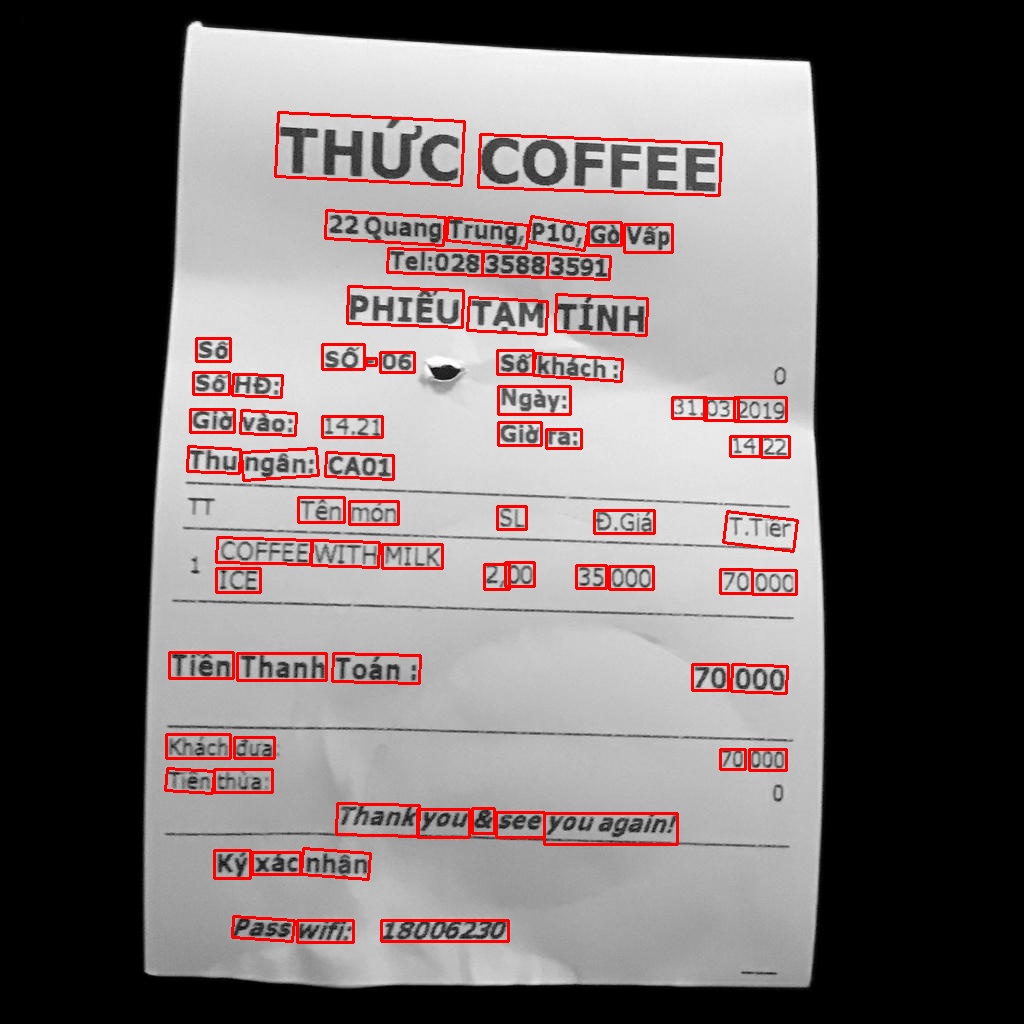 THỨC COFFEE
22 Quang Trung, P10, Gò Vấp
Tel:028 3588 3591
PHIẾU TẠM TÍNH
Số SỐ - 06 Số khách : 0
Số HĐ: Ngày: 31.03 2019
Giờ vào: 14.21 Giờ ra: 14 22
Thu ngân: CA01
TT Tên món SL Đ.Giá T.Tiền
1 COFFEE WITH MILK ICE 2,00 35 000 70 000
Tiền Thanh Toán : 70 000
Khách đưa: 70 000
Tiền thừa: 0
Thank you & see you again!
Ký xác nhận
Pass wifi: 18006230